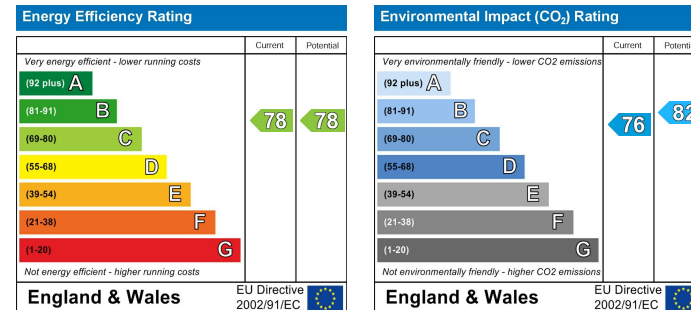 Energy Efficiency Rating
Current Potential
Very energy efficient - lower running costs
(92 plus) A
(81-91) B
(69-80) C
(55-68) D
(39-54) E
(21-38) F
(1-20) G
78 78
Not energy efficient - higher running costs
England & Wales
EU Directive
2002/91/EC
Environmental Impact (CO₂) Rating
Current Potenti
Very environmentally friendly - lower CO2 emissions
(92 plus) A
(81-91) B
(69-80) C
(55-68) D
(39-54) E
(21-38) F
(1-20) G
76 82
Not environmentally friendly - higher CO2 emissions
England & Wales
EU Directive
2002/91/EC